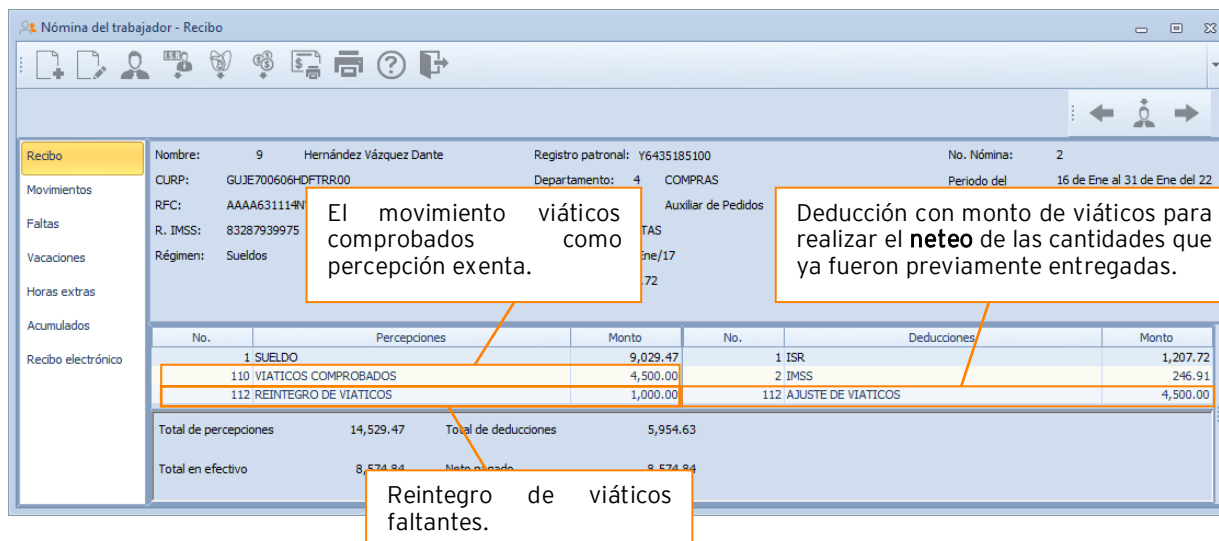 Nómina del trabajador - Recibo
Recibo
Movimientos
Faltas
Vacaciones
Horas extras
Acumulados
Recibo electrónico
Nombre: 9 Hernández Vázquez Dante Registro patronal: Y6435185100 No. Nómina: 2
CURP: GUJE700606HDFTRR00 Departamento: 4 COMPRAS Periodo del 16 de Ene al 31 de Ene del 22
RFC: AAAA631114N Auxiliar de Pedidos
R. IMSS: 83287939975 TAS
Régimen: Sueldos ne/17
.72
El movimiento viáticos
comprobados como
percepción exenta.
Deducción con monto de viáticos para
realizar el neteo de las cantidades que
ya fueron previamente entregadas.
No. Percepciones Monto No. Deducciones Monto
1 SUELDO 9,029.47 1 ISR 1,207.72
110 VIATICOS COMPROBADOS 4,500.00 2 IMSS 246.91
112 REINTEGRO DE VIATICOS 1,000.00 112 AJUSTE DE VIATICOS 4,500.00
Total de percepciones 14,529.47 Total de deducciones 5,954.63
Total en efectivo 8,574.84 Neto pagado 8,574.84
Reintegro de viáticos
faltantes.